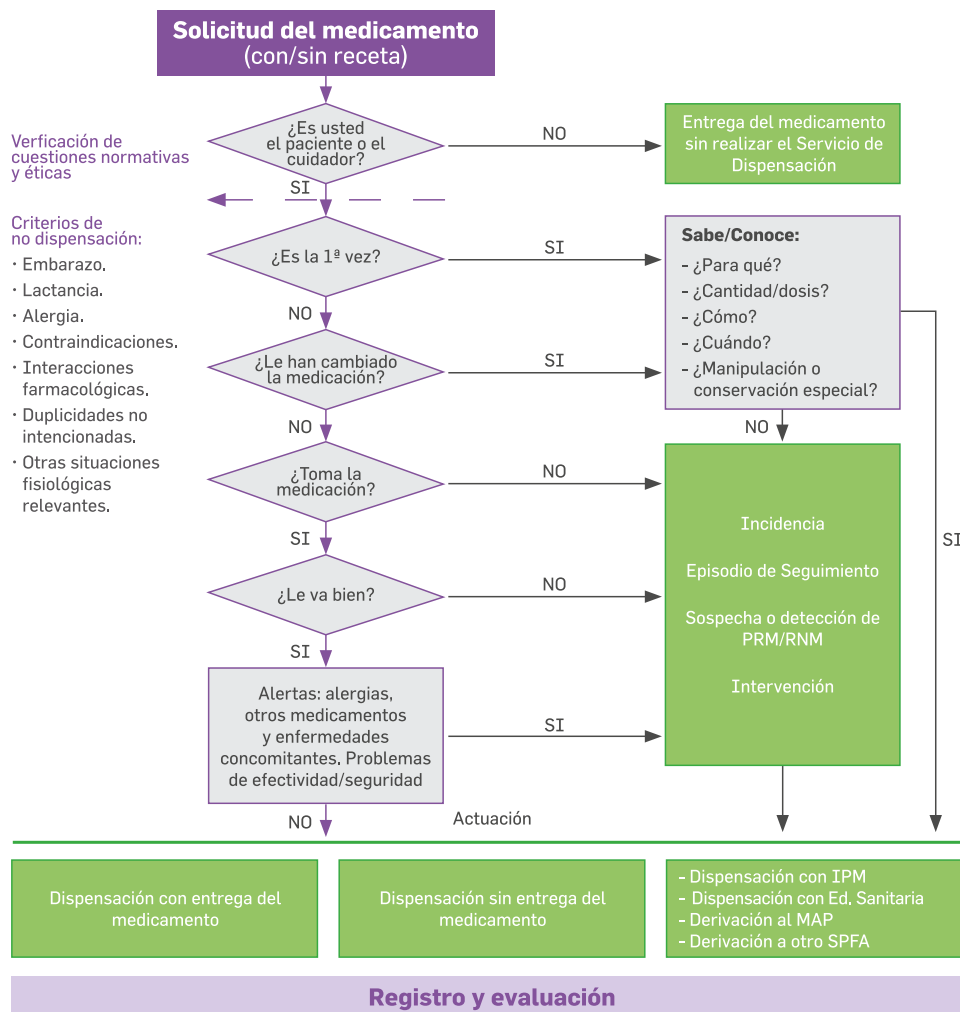 Solicitud del medicamento
(con/sin receta)
¿Es usted
el paciente o el
cuidador?
NO
Entrega del medicamento
sin realizar el Servicio de
Dispensación
Verficación de
cuestiones normativas
y éticas
SI
Criterios de
no dispensación:
· Embarazo.
· Lactancia.
· Alergia.
· Contraindicaciones.
· Interacciones
farmacológicas.
· Duplicidades no
intencionadas.
· Otras situaciones
fisiológicas
relevantes.
¿Es la 1ª vez?
SI
Sabe/Conoce:
- ¿Para qué?
- ¿Cantidad/dosis?
- ¿Cómo?
- ¿Cuándo?
- ¿Manipulación o
conservación especial?
NO
¿Le han cambiado
la medicación?
SI
NO
NO
¿Toma la
medicación?
NO
SI
Incidencia
Episodio de Seguimiento
Sospecha o detección de
PRM/RNM
Intervención
SI
¿Le va bien?
NO
SI
Alertas: alergias,
otros medicamentos
y enfermedades
concomitantes. Problemas
de efectividad/seguridad
SI
NO
Actuación
Dispensación con entrega del
medicamento
Dispensación sin entrega del
medicamento
- Dispensación con IPM
- Dispensación con Ed. Sanitaria
- Derivación al MAP
- Derivación a otro SPFA
Registro y evaluación